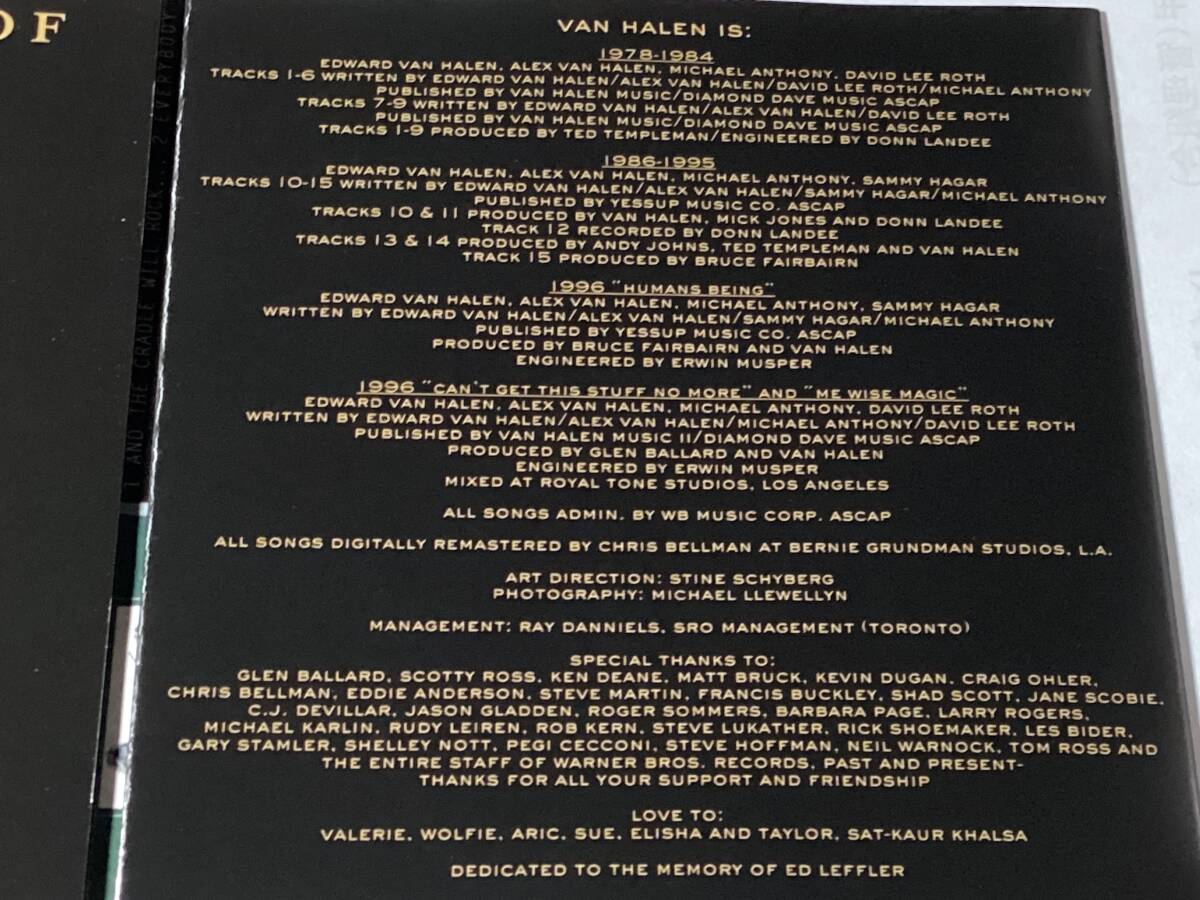 OF
1 AND THE CRADLE WILL ROCK... 2 EVERYBODY
VAN HALEN IS:
1978-1984
EDWARD VAN HALEN, ALEX VAN HALEN, MICHAEL ANTHONY, DAVID LEE ROTH
TRACKS 1-6 WRITTEN BY EDWARD VAN HALEN/ALEX VAN HALEN/DAVID LEE ROTH/MICHAEL ANTHONY
PUBLISHED BY VAN HALEN MUSIC/DIAMOND DAVE MUSIC ASCAP
TRACKS 7-9 WRITTEN BY EDWARD VAN HALEN/ALEX VAN HALEN/DAVID LEE ROTH
PUBLISHED BY VAN HALEN MUSIC/DIAMOND DAVE MUSIC ASCAP
TRACKS 1-9 PRODUCED BY TED TEMPLEMAN/ENGINEERED BY DONN LANDEE
1986-1995
EDWARD VAN HALEN, ALEX VAN HALEN, MICHAEL ANTHONY, SAMMY HAGAR
TRACKS 10-15 WRITTEN BY EDWARD VAN HALEN/ALEX VAN HALEN/SAMMY HAGAR/MICHAEL ANTHONY
PUBLISHED BY YESSUP MUSIC CO. ASCAP
TRACKS 10 & 11 PRODUCED BY VAN HALEN, MICK JONES AND DONN LANDEE
TRACK 12 RECORDED BY DONN LANDEE
TRACKS 13 & 14 PRODUCED BY ANDY JOHNS, TED TEMPLEMAN AND VAN HALEN
TRACK 15 PRODUCED BY BRUCE FAIRBAIRN
1996 "HUMANS BEING"
EDWARD VAN HALEN, ALEX VAN HALEN, MICHAEL ANTHONY, SAMMY HAGAR
WRITTEN BY EDWARD VAN HALEN/ALEX VAN HALEN/SAMMY HAGAR/MICHAEL ANTHONY
PUBLISHED BY YESSUP MUSIC CO. ASCAP
PRODUCED BY BRUCE FAIRBAIRN AND VAN HALEN
ENGINEERED BY ERWIN MUSPER
1996 "CAN'T GET THIS STUFF NO MORE" AND "ME WISE MAGIC"
EDWARD VAN HALEN, ALEX VAN HALEN, MICHAEL ANTHONY, DAVID LEE ROTH
WRITTEN BY EDWARD VAN HALEN/ALEX VAN HALEN/MICHAEL ANTHONY/DAVID LEE ROTH
PUBLISHED BY VAN HALEN MUSIC II/DIAMOND DAVE MUSIC ASCAP
PRODUCED BY GLEN BALLARD AND VAN HALEN
ENGINEERED BY ERWIN MUSPER
MIXED AT ROYAL TONE STUDIOS, LOS ANGELES
ALL SONGS ADMIN. BY WB MUSIC CORP. ASCAP
ALL SONGS DIGITALLY REMASTERED BY CHRIS BELLMAN AT BERNIE GRUNDMAN STUDIOS, L.A.
ART DIRECTION: STINE SCHYBERG
PHOTOGRAPHY: MICHAEL LLEWELLYN
MANAGEMENT: RAY DANNIELS, SRO MANAGEMENT (TORONTO)
SPECIAL THANKS TO:
GLEN BALLARD, SCOTTY ROSS, KEN DEANE, MATT BRUCK, KEVIN DUGAN, CRAIG OHLER,
CHRIS BELLMAN, EDDIE ANDERSON, STEVE MARTIN, FRANCIS BUCKLEY, SHAD SCOTT, JANE SCOBIE,
C.J. DEVILLAR, JASON GLADDEN, ROGER SOMMERS, BARBARA PAGE, LARRY ROGERS,
MICHAEL KARLIN, RUDY LEIREN, ROB KERN, STEVE LUKATHER, RICK SHOEMAKER, LES BIDER,
GARY STAMLER, SHELLEY NOTT, PEGI CECCONI, STEVE HOFFMAN, NEIL WARNOCK, TOM ROSS AND
THE ENTIRE STAFF OF WARNER BROS. RECORDS, PAST AND PRESENT-
THANKS FOR ALL YOUR SUPPORT AND FRIENDSHIP
LOVE TO:
VALERIE, WOLFIE, ARIC, SUE, ELISHA AND TAYLOR, SAT-KAUR KHALSA
DEDICATED TO THE MEMORY OF ED LEFFLER